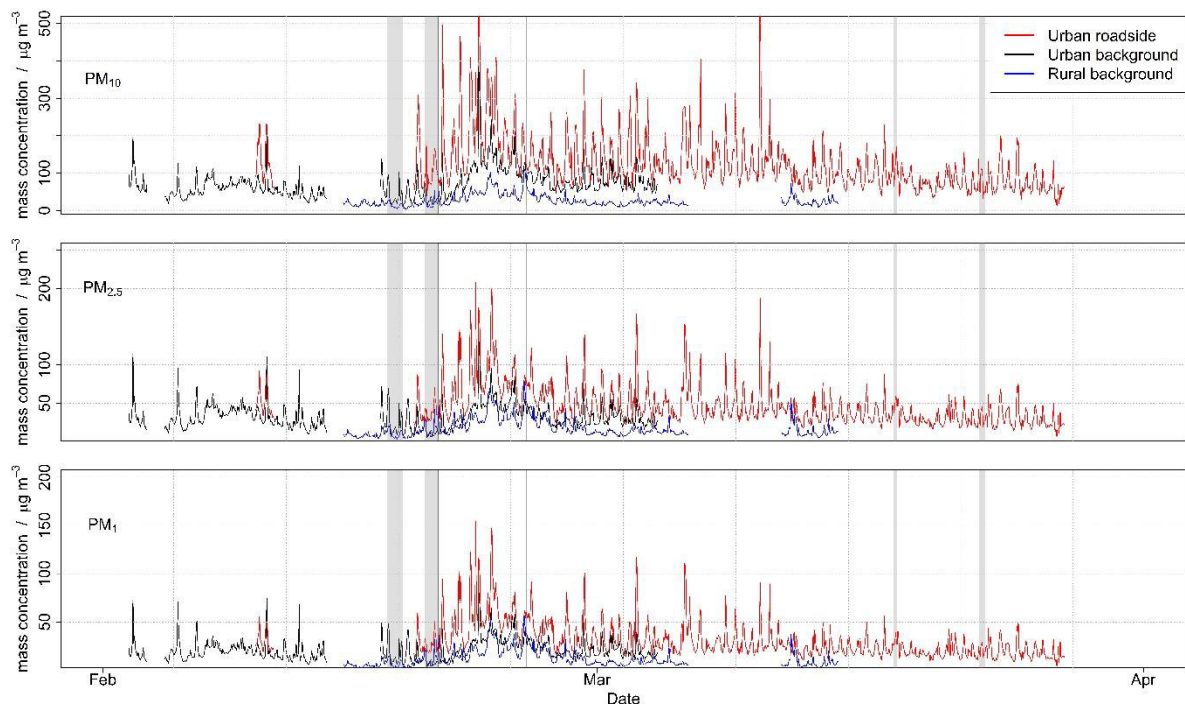 mass concentration / μg m⁻³
500
300
100
0
PM₁₀
Urban roadside
Urban background
Rural background
mass concentration / μg m⁻³
200
100
50
PM₂.₅
mass concentration / μg m⁻³
200
150
100
50
PM₁
Feb
Mar
Apr
Date